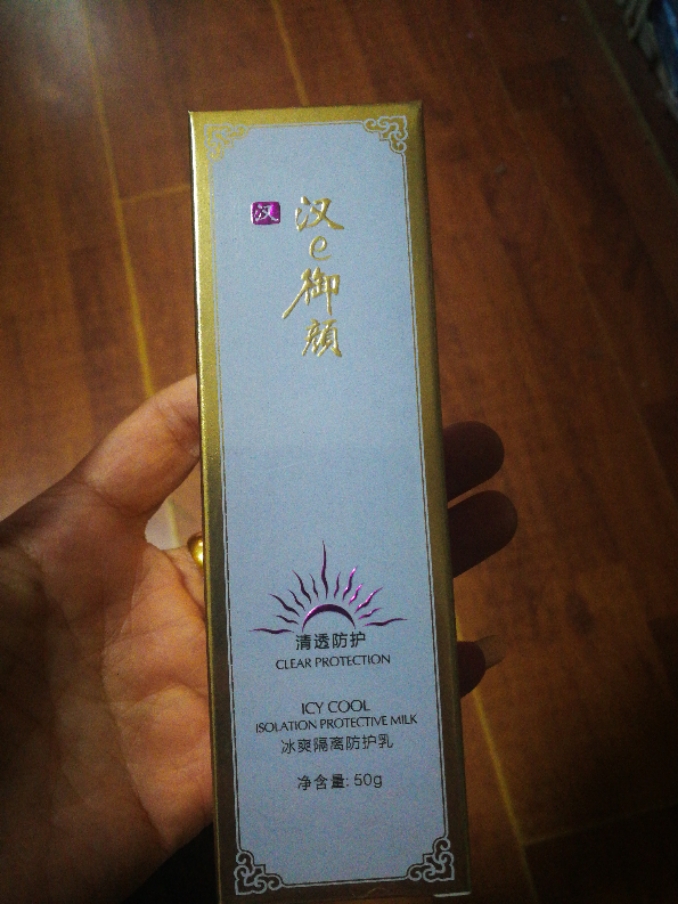 汉
汉e御顔
清透防护
CLEAR PROTECTION
ICY COOL
ISOLATION PROTECTIVE MILK
冰爽隔离防护乳
净含量: 50g